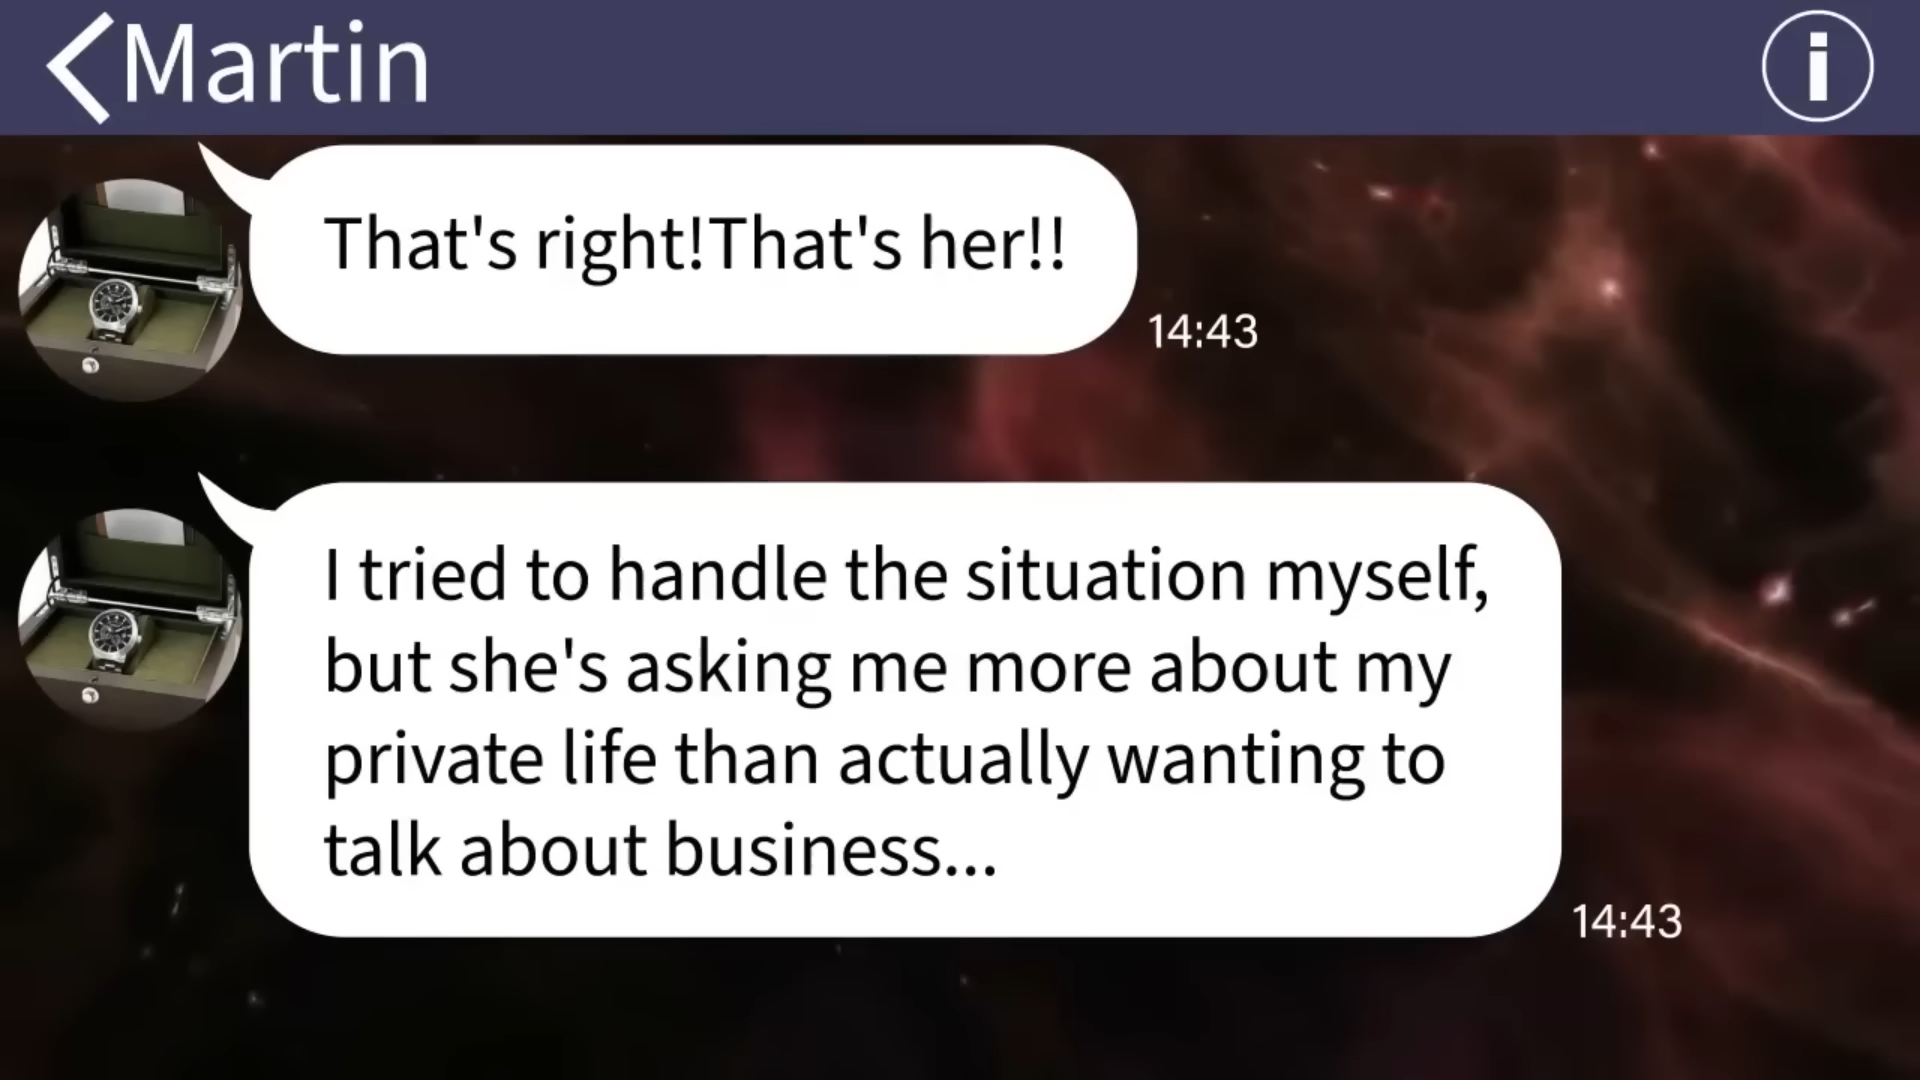 Martin
That's right!That's her!!
14:43
I tried to handle the situation myself,
but she's asking me more about my
private life than actually wanting to
talk about business...
14:43